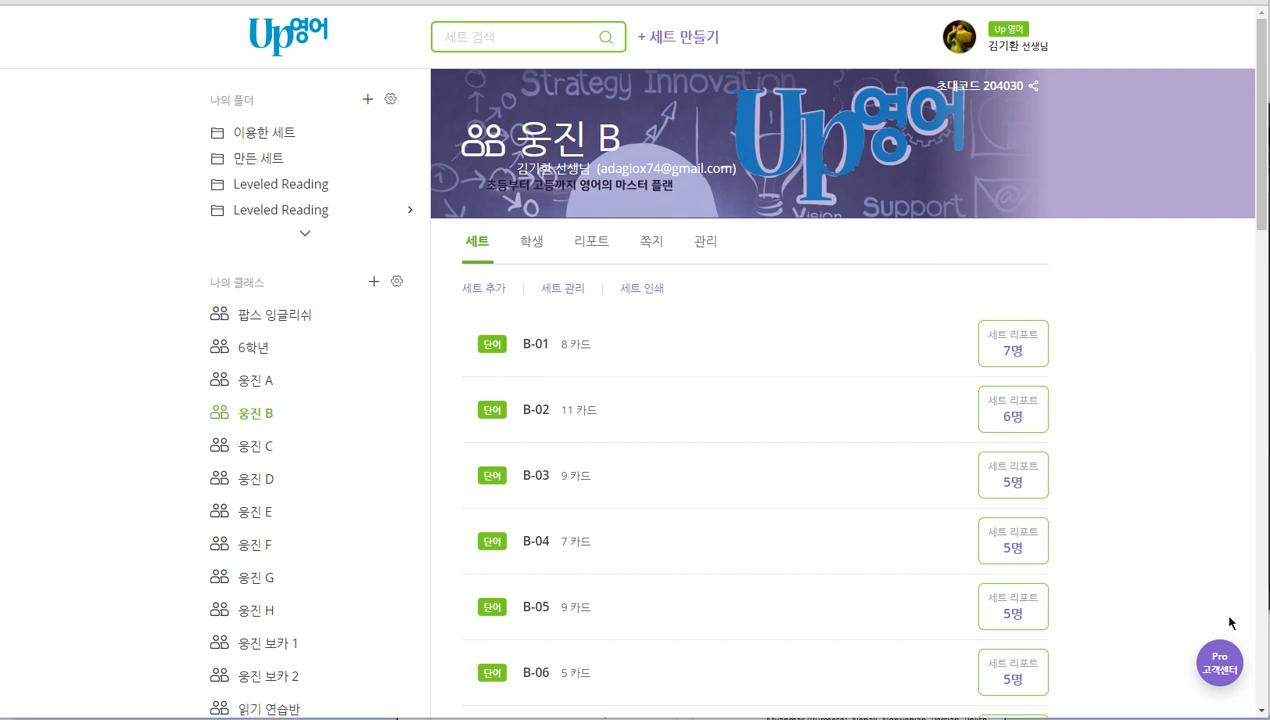 Up영어
세트 검색
+ 세트 만들기
Up 영어
김기환 선생님
나의 폴더
이용한 세트
만든 세트
Leveled Reading
Leveled Reading
나의 클래스
팝스 잉글리쉬
6학년
웅진 A
웅진 B
웅진 C
웅진 D
웅진 E
웅진 F
웅진 G
웅진 H
웅진 보카 1
웅진 보카 2
읽기 연습반
Strategy Innovation
초대코드 204030
웅진 B
Up영어
김기환 선생님 (adagiox74@gmail.com)
초등부터 고등까지 영어의 마스터 플랜
Vision Support
세트 학생 리포트 쪽지 관리
세트 추가 | 세트 관리 | 세트 인쇄
단어 B-01 8 카드
세트 리포트
7명
단어 B-02 11 카드
세트 리포트
6명
단어 B-03 9 카드
세트 리포트
5명
단어 B-04 7 카드
세트 리포트
5명
단어 B-05 9 카드
세트 리포트
5명
단어 B-06 5 카드
세트 리포트
5명
Pro
고객센터